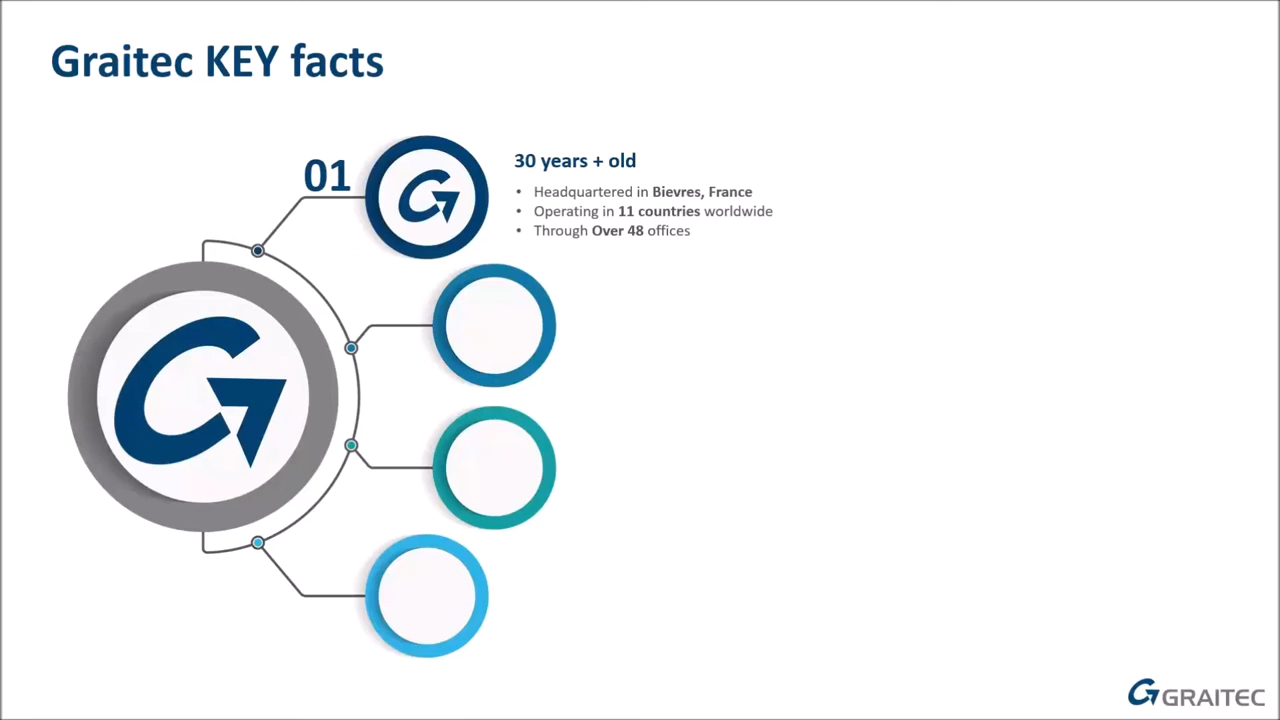 Graitec KEY facts
01
30 years + old
• Headquartered in Bievres, France
• Operating in 11 countries worldwide
• Through Over 48 offices
GRAITEC